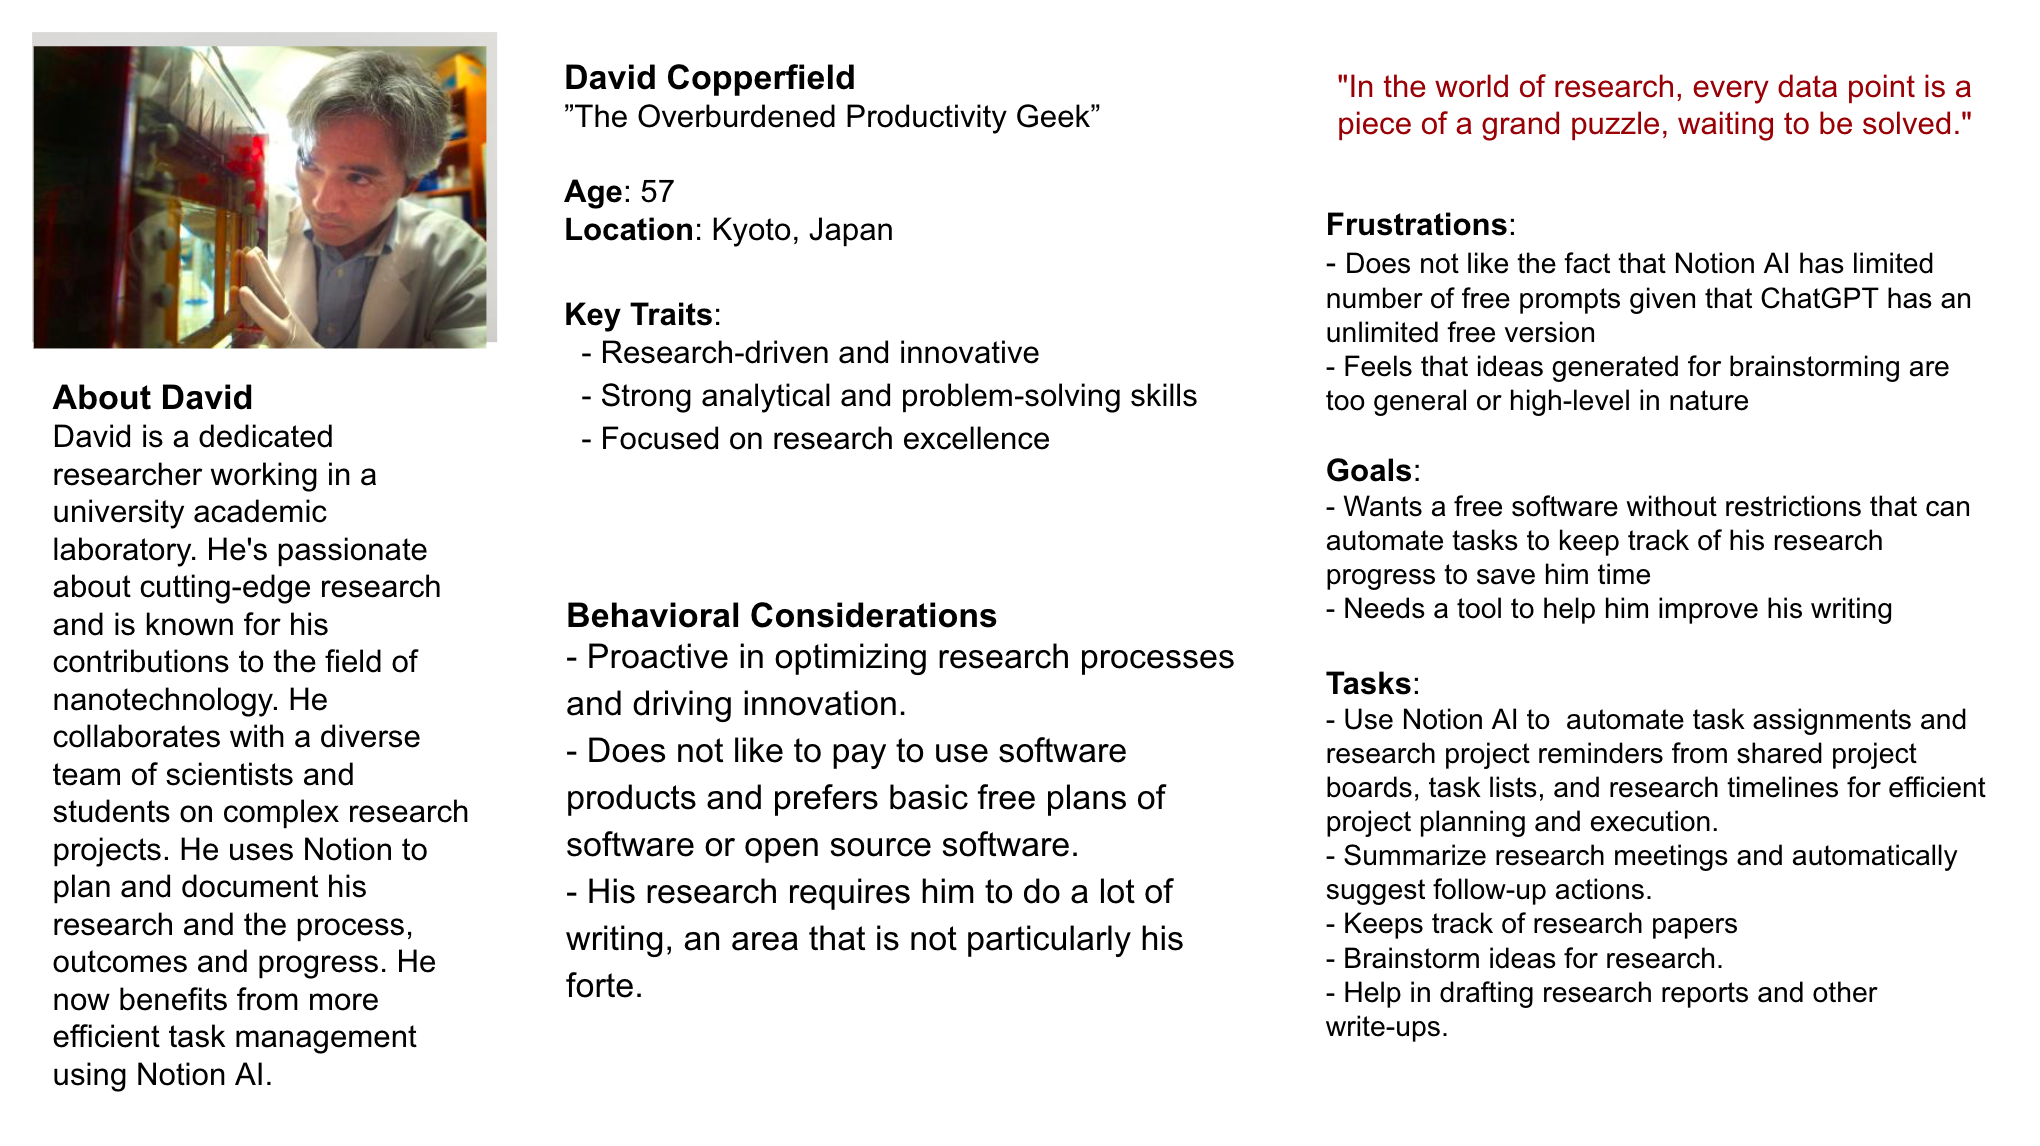 About David
David is a dedicated
researcher working in a
university academic
laboratory. He's passionate
about cutting-edge research
and is known for his
contributions to the field of
nanotechnology. He
collaborates with a diverse
team of scientists and
students on complex research
projects. He uses Notion to
plan and document his
research and the process,
outcomes and progress. He
now benefits from more
efficient task management
using Notion AI.
David Copperfield
”The Overburdened Productivity Geek”
Age: 57
Location: Kyoto, Japan
Key Traits:
- Research-driven and innovative
- Strong analytical and problem-solving skills
- Focused on research excellence
Behavioral Considerations
- Proactive in optimizing research processes
and driving innovation.
- Does not like to pay to use software
products and prefers basic free plans of
software or open source software.
- His research requires him to do a lot of
writing, an area that is not particularly his
forte.
"In the world of research, every data point is a
piece of a grand puzzle, waiting to be solved."
Frustrations:
- Does not like the fact that Notion AI has limited
number of free prompts given that ChatGPT has an
unlimited free version
- Feels that ideas generated for brainstorming are
too general or high-level in nature
Goals:
- Wants a free software without restrictions that can
automate tasks to keep track of his research
progress to save him time
- Needs a tool to help him improve his writing
Tasks:
- Use Notion AI to  automate task assignments and
research project reminders from shared project
boards, task lists, and research timelines for efficient
project planning and execution.
- Summarize research meetings and automatically
suggest follow-up actions.
- Keeps track of research papers
- Brainstorm ideas for research.
- Help in drafting research reports and other
write-ups.